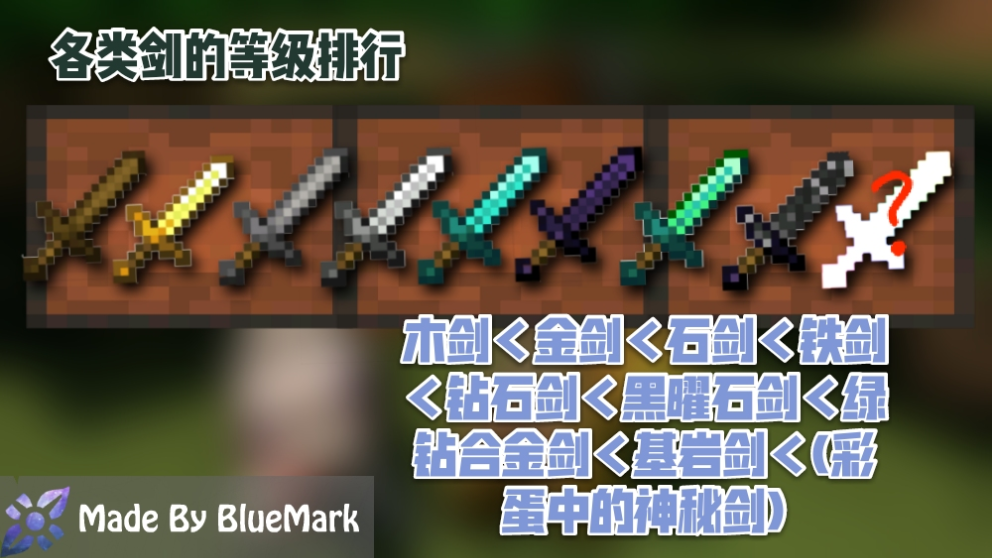 各类剑的等级排行
?
木剑<金剑<石剑<铁剑
<钻石剑<黑曜石剑<绿
钻合金剑<基岩剑<(彩
蛋中的神秘剑)
Made By BlueMark